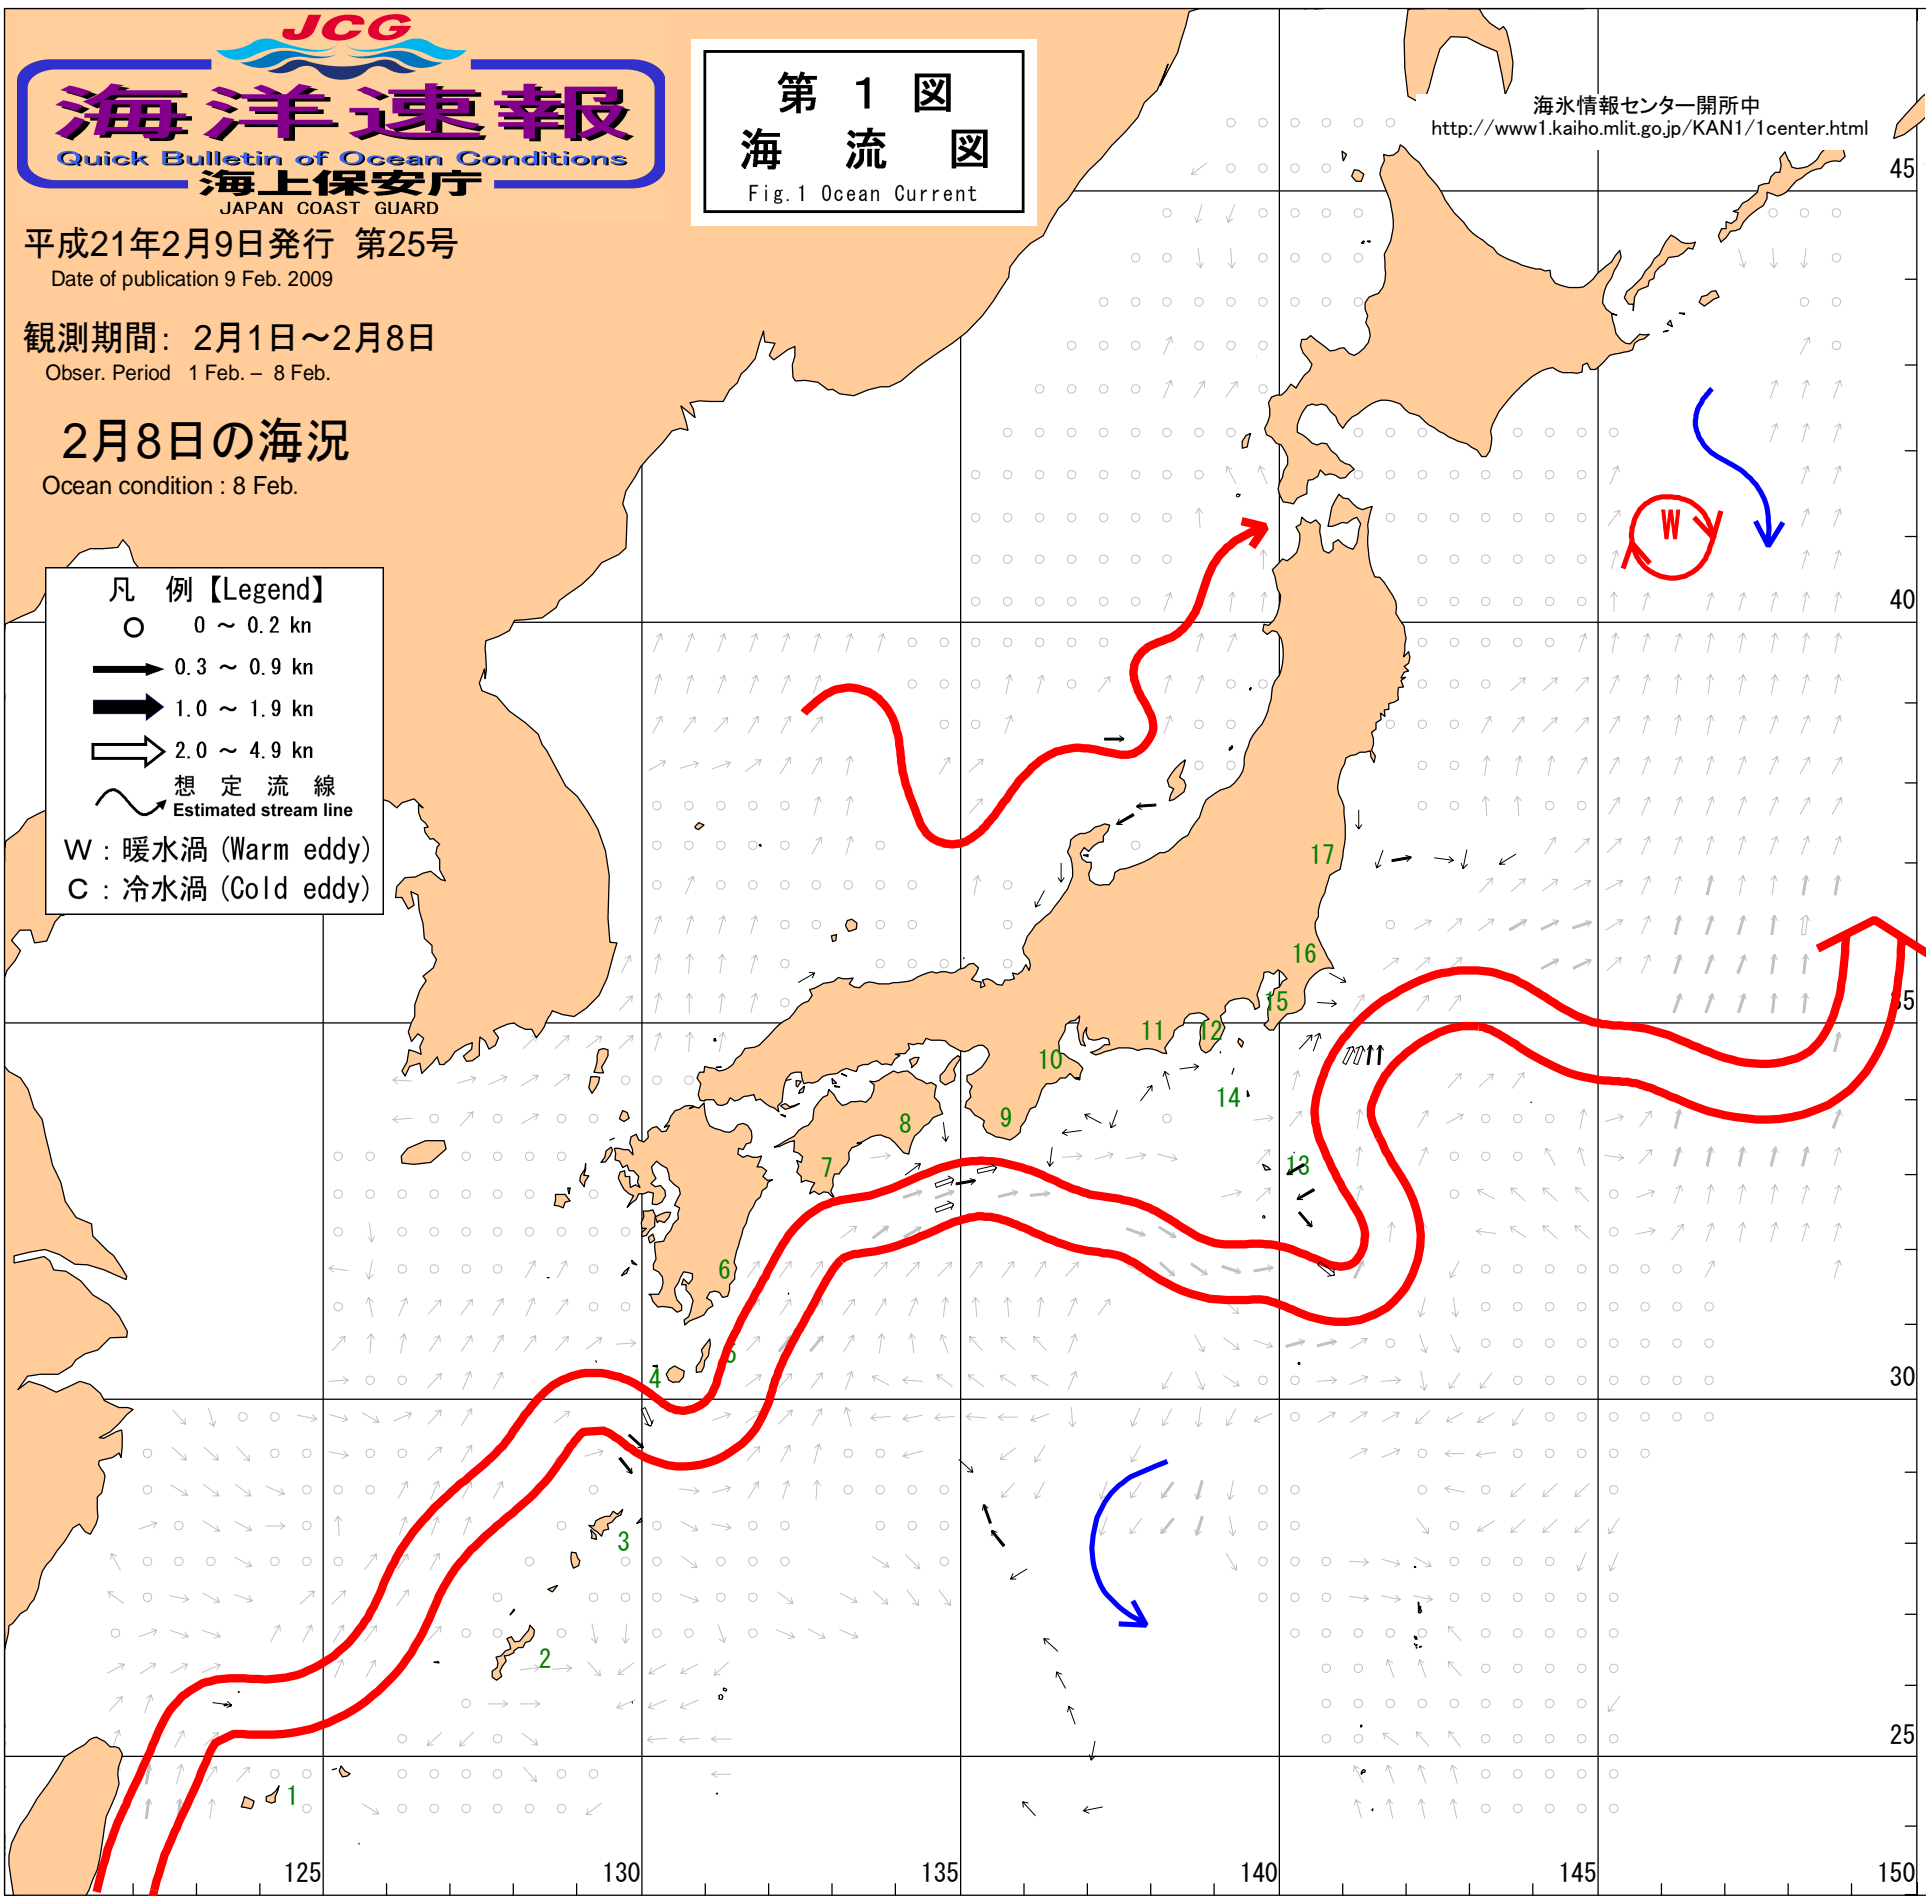 JCG
海洋速報
Quick Bulletin of Ocean Conditions
海上保安庁
JAPAN COAST GUARD
平成21年2月9日発行 第25号
Date of publication 9 Feb. 2009
観測期間: 2月1日～2月8日
Obser. Period 1 Feb. – 8 Feb.
2月8日の海況
Ocean condition : 8 Feb.
第 1 図
海 流 図
Fig.1 Ocean Current
海氷情報センター開所中
http://www1.kaiho.mlit.go.jp/KAN1/1center.html
凡 例【Legend】
0 ～ 0.2 kn
0.3 ～ 0.9 kn
1.0 ～ 1.9 kn
2.0 ～ 4.9 kn
想 定 流 線
Estimated stream line
W : 暖水渦 (Warm eddy)
C : 冷水渦 (Cold eddy)
45
W
40
17
16
15
35
11
12
10
14
9
8
13
7
6
5
30
4
3
2
25
1
125
130
135
140
145
150